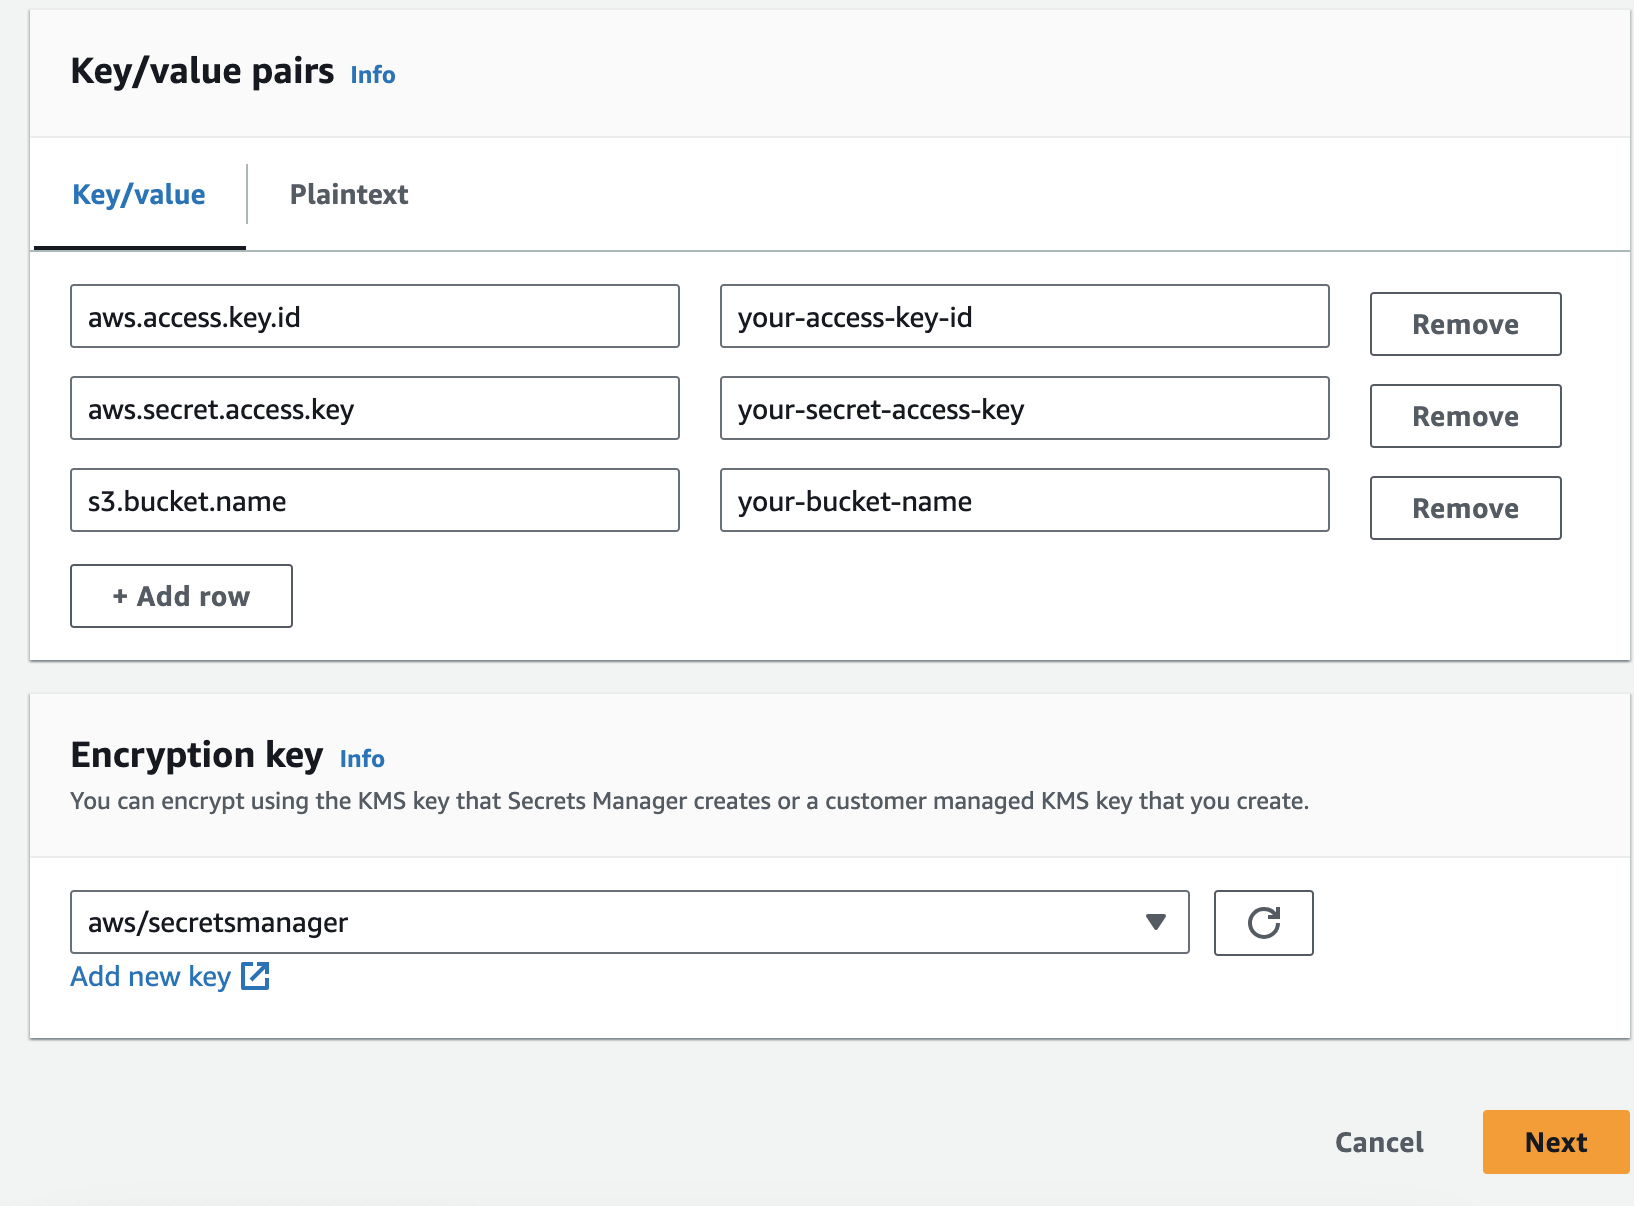 Key/value pairs Info
Key/value Plaintext
aws.access.key.id your-access-key-id Remove
aws.secret.access.key your-secret-access-key Remove
s3.bucket.name your-bucket-name Remove
+ Add row
Encryption key Info
You can encrypt using the KMS key that Secrets Manager creates or a customer managed KMS key that you create.
aws/secretsmanager
Add new key
Cancel Next